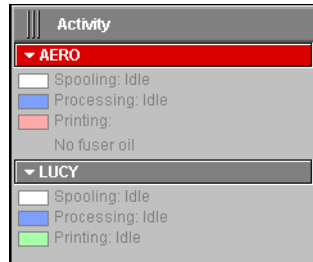 Activity
AERO
Spooling: Idle
Processing: Idle
Printing:
No fuser oil
LUCY
Spooling: Idle
Processing: Idle
Printing: Idle